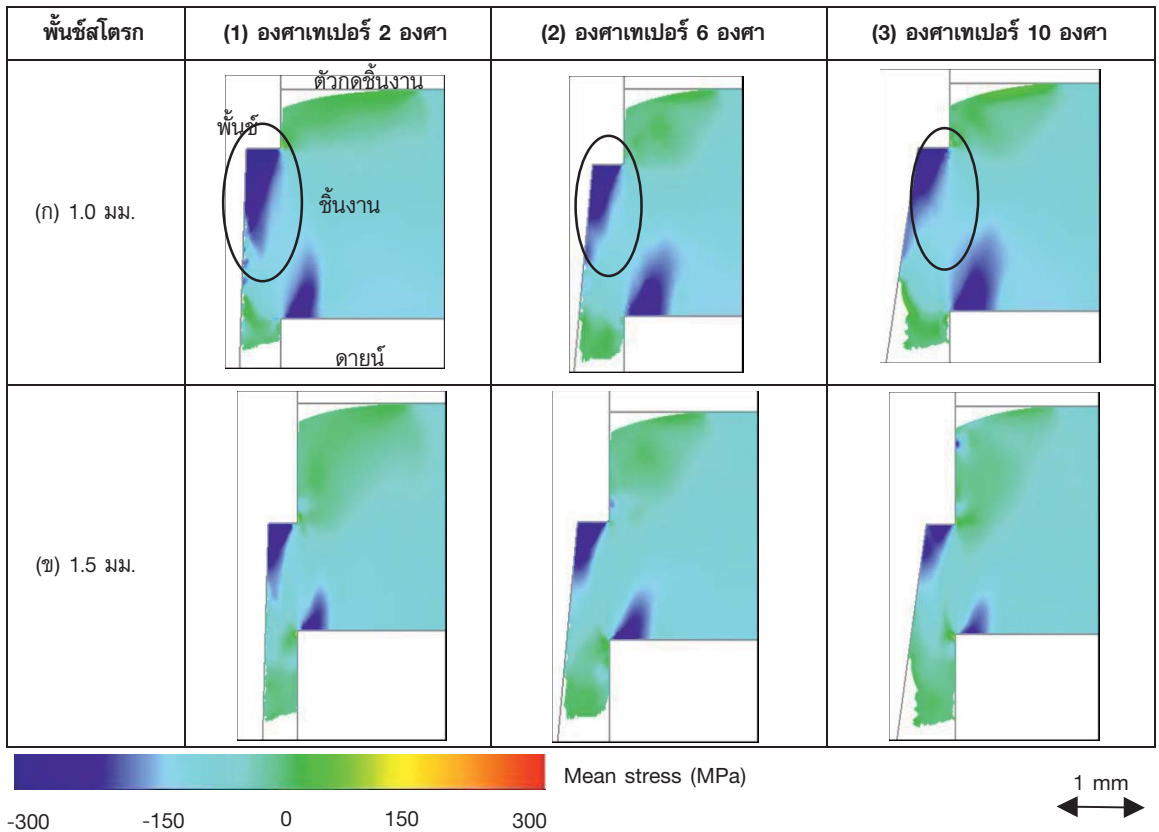 พั้นช์สโตรก (1) องศาเทเปอร์ 2 องศา (2) องศาเทเปอร์ 6 องศา (3) องศาเทเปอร์ 10 องศา
ตัวกดชิ้นงาน
พั้นช์
(ก) 1.0 มม. ชิ้นงาน
ดายน์
(ข) 1.5 มม.
Mean stress (MPa)
1 mm
-300 -150 0 150 300